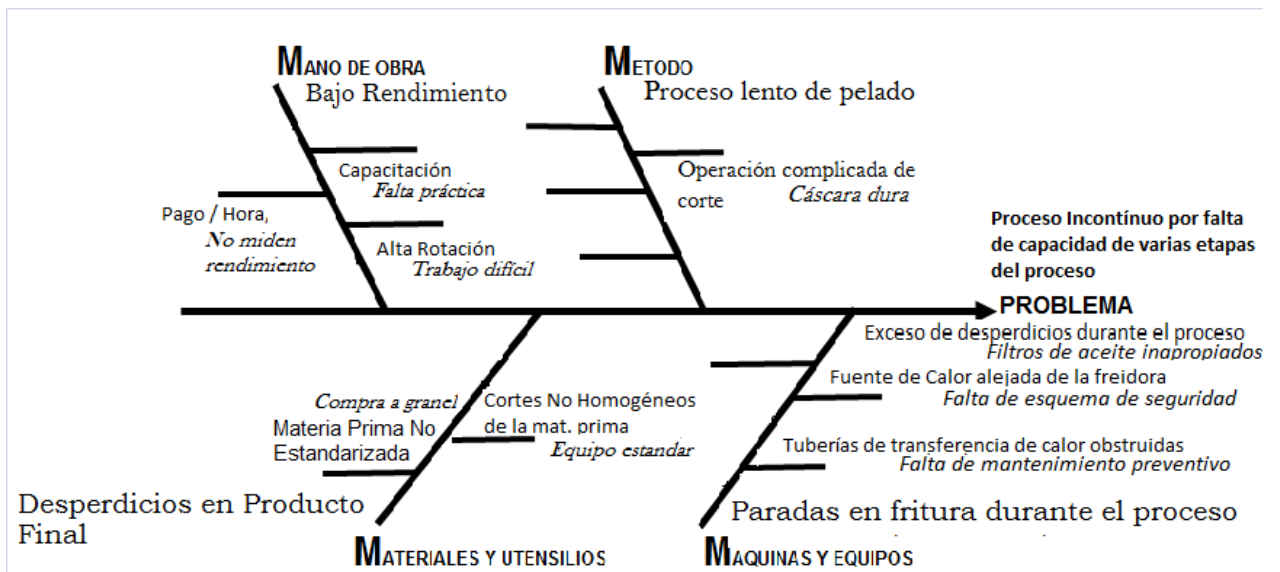 MANO DE OBRA
Bajo Rendimiento
METODO
Proceso lento de pelado
Capacitación
Falta práctica
Pago / Hora,
No miden
rendimiento
Alta Rotación
Trabajo difícil
Operación complicada de
corte
Cáscara dura
Proceso Incontínuo por falta
de capacidad de varias etapas
del proceso
PROBLEMA
Exceso de desperdicios durante el proceso
Filtros de aceite inapropiados
Fuente de Calor alejada de la freidora
Falta de esquema de seguridad
Tuberías de transferencia de calor obstruidas
Falta de mantenimiento preventivo
Compra a granel
Materia Prima No
Estandarizada
Cortes No Homogéneos
de la mat. prima
Equipo estandar
Desperdicios en Producto
Final
Paradas en fritura durante el proceso
MATERIALES Y UTENSILIOS
MAQUINAS Y EQUIPOS